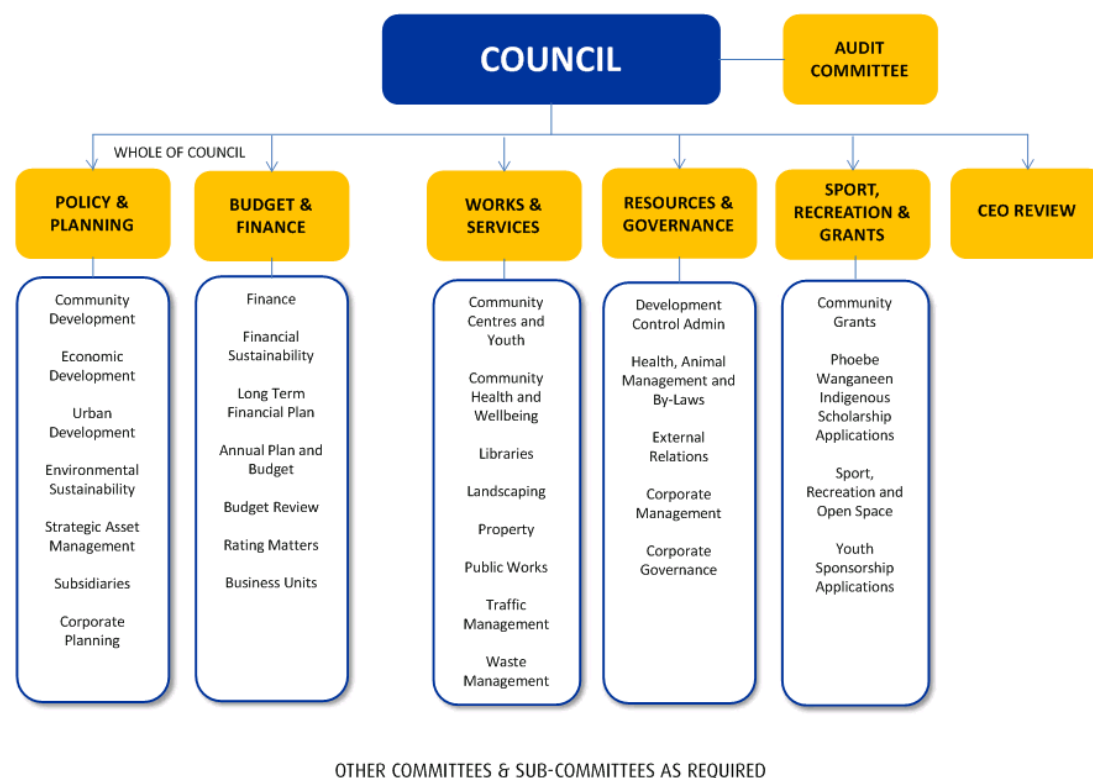 COUNCIL
AUDIT
COMMITTEE
WHOLE OF COUNCIL
POLICY &
PLANNING
BUDGET &
FINANCE
WORKS &
SERVICES
RESOURCES &
GOVERNANCE
SPORT,
RECREATION &
GRANTS
CEO REVIEW
Community
Development
Economic
Development
Urban
Development
Environmental
Sustainability
Strategic Asset
Management
Subsidiaries
Corporate
Planning
Finance
Financial
Sustainability
Long Term
Financial Plan
Annual Plan and
Budget
Budget Review
Rating Matters
Business Units
Community
Centres and
Youth
Community
Health and
Wellbeing
Libraries
Landscaping
Property
Public Works
Traffic
Management
Waste
Management
Development
Control Admin
Health, Animal
Management and
By-Laws
External
Relations
Corporate
Management
Corporate
Governance
Community
Grants
Phoebe
Wanganeen
Indigenous
Scholarship
Applications
Sport,
Recreation and
Open Space
Youth
Sponsorship
Applications
OTHER COMMITTEES & SUB-COMMITTEES AS REQUIRED